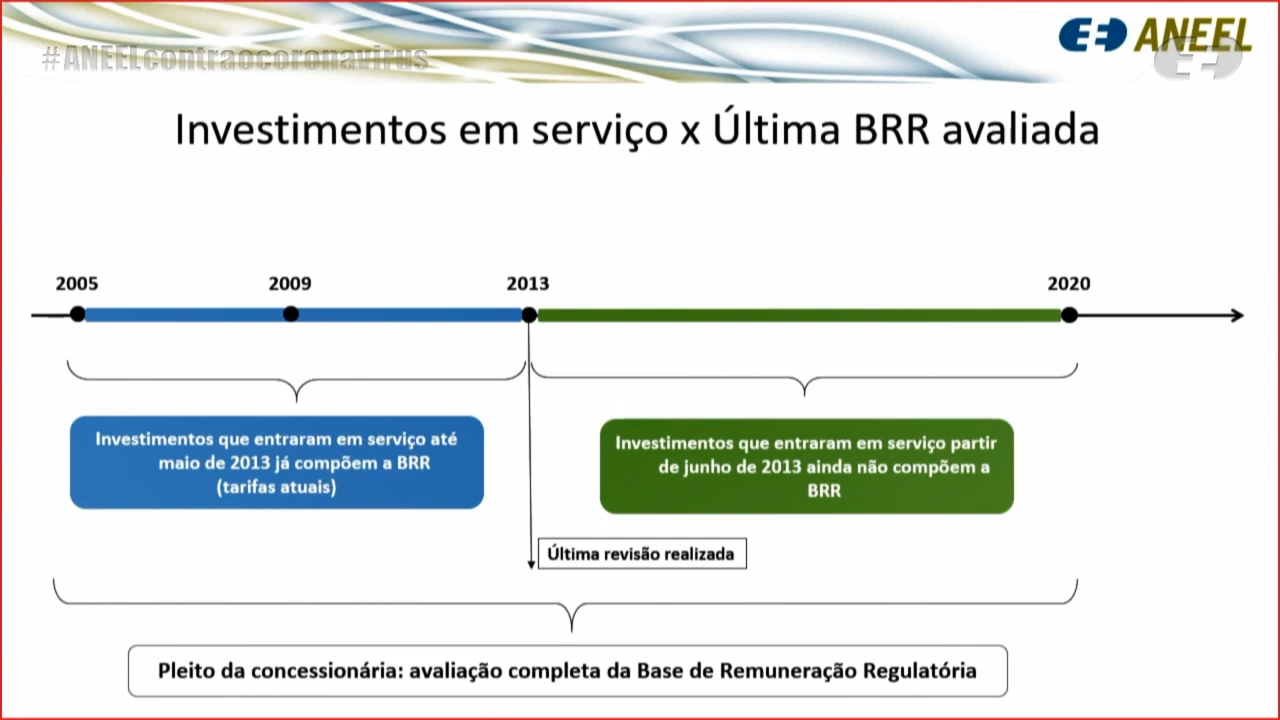 #ANEELcontraocoronavirus
ANEEL
Investimentos em serviço x Última BRR avaliada
2005 2009 2013 2020
Investimentos que entraram em serviço até
maio de 2013 já compõem a BRR
(tarifas atuais)
Investimentos que entraram em serviço partir
de junho de 2013 ainda não compõem a
BRR
Última revisão realizada
Pleito da concessionária: avaliação completa da Base de Remuneração Regulatória